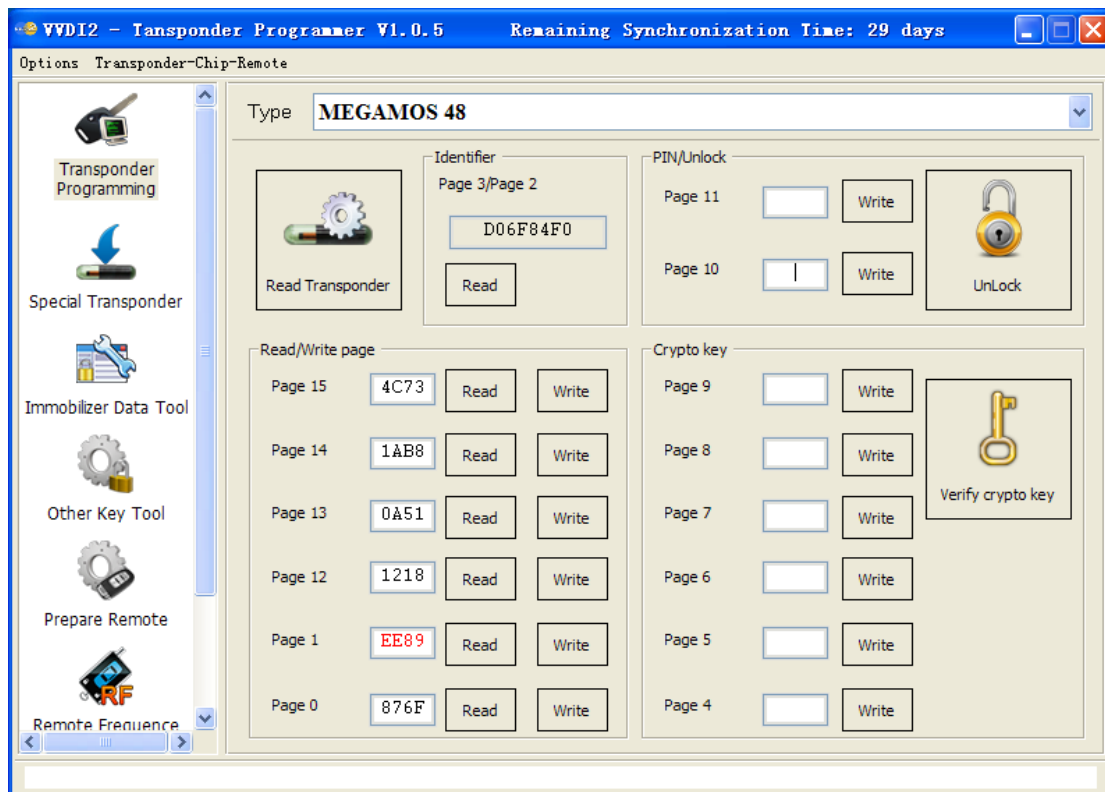 VVDI2 - Tansponder Programmer V1.0.5 Remaining Synchronization Time: 29 days
Options Transponder-Chip-Remote
Transponder
Programming
Special Transponder
Immobilizer Data Tool
Other Key Tool
Prepare Remote
RF
Remote Frequence
Type MEGAMOS 48
Read Transponder
Identifier
Page 3/Page 2
D06F84F0
Read
PIN/Unlock
Page 11 Write
Page 10 Write
UnLock
Read/Write page
Page 15 4C73 Read Write
Page 14 1AB8 Read Write
Page 13 0A51 Read Write
Page 12 1218 Read Write
Page 1 EE89 Read Write
Page 0 876F Read Write
Crypto key
Page 9 Write
Page 8 Write
Page 7 Write
Page 6 Write
Page 5 Write
Page 4 Write
Verify crypto key